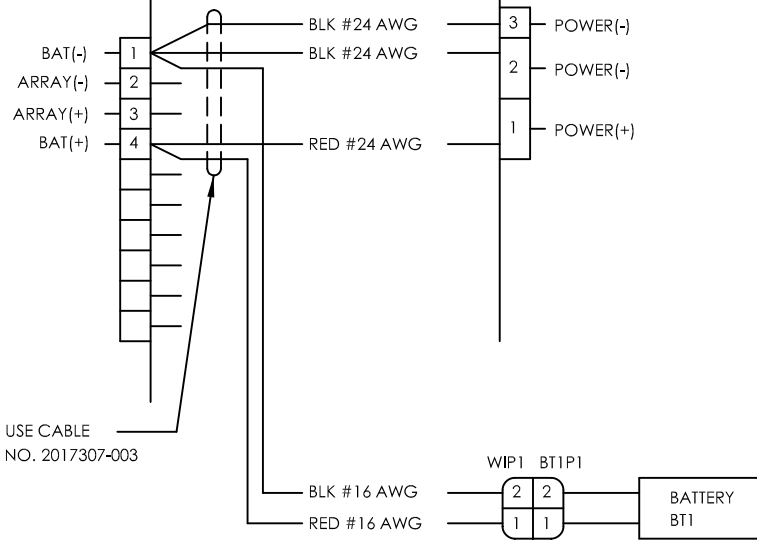 BLK #24 AWG 3 POWER(-)
BAT(-) 1 BLK #24 AWG
ARRAY(-) 2 2 POWER(-)
ARRAY(+) 3
1 POWER(+)
BAT(+) 4 RED #24 AWG
USE CABLE
NO. 2017307-003
WIP1 BT1P1
BLK #16 AWG 2 2 BATTERY
RED #16 AWG 1 1 BT1